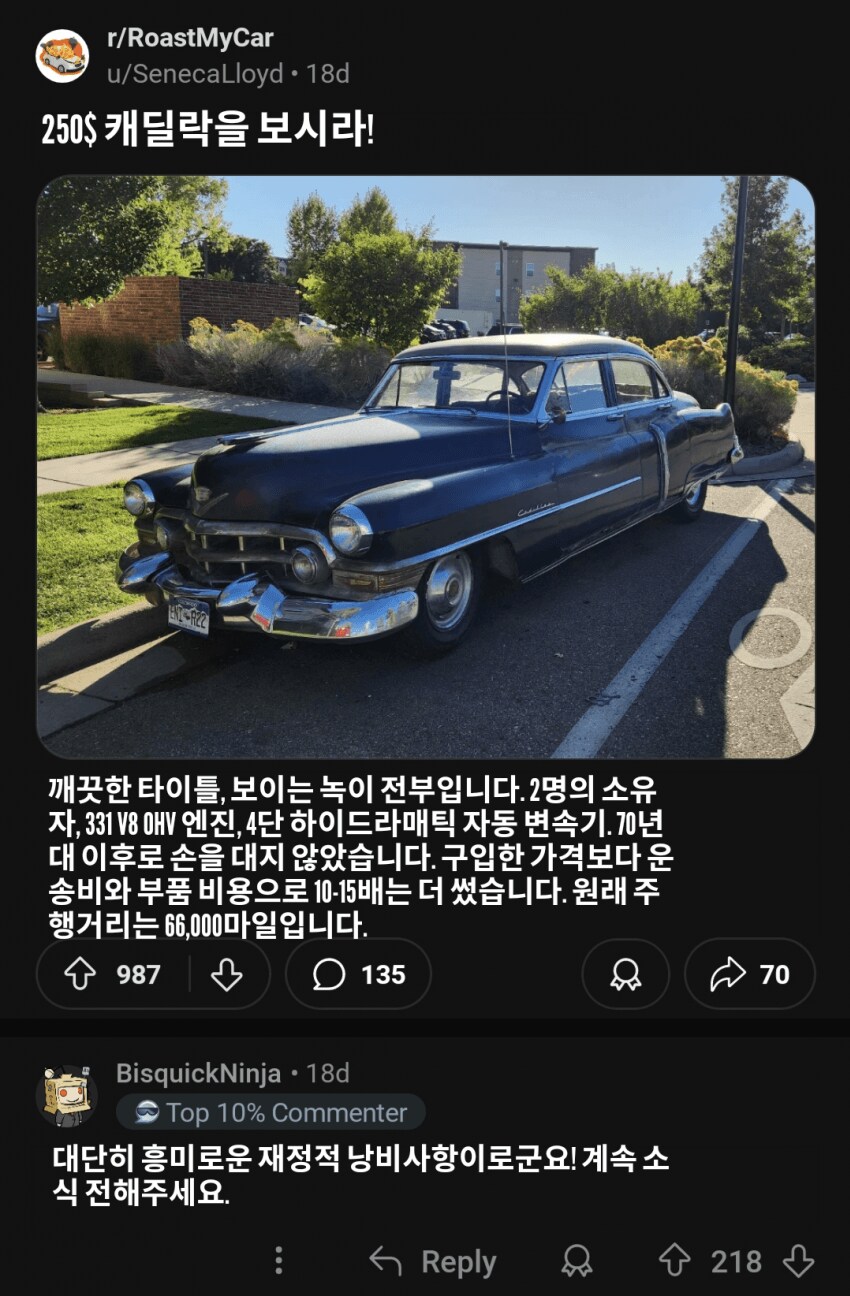 r/RoastMyCar
u/SenecaLloyd • 18d
250$ 캐딜락을 보시라!
Cadillac
깨끗한 타이틀, 보이는 녹이 전부입니다. 2명의 소유
자, 331 V8 OHV 엔진, 4단 하이드라매틱 자동 변속기. 70년
대 이후로 손을 대지 않았습니다. 구입한 가격보다 운
송비와 부품 비용으로 10-15배는 더 썼습니다. 원래 주
행거리는 66,000마일입니다.
987 135 70
BisquickNinja • 18d
Top 10% Commenter
대단히 흥미로운 재정적 낭비사항이로군요! 계속 소
식 전해주세요.
Reply 218